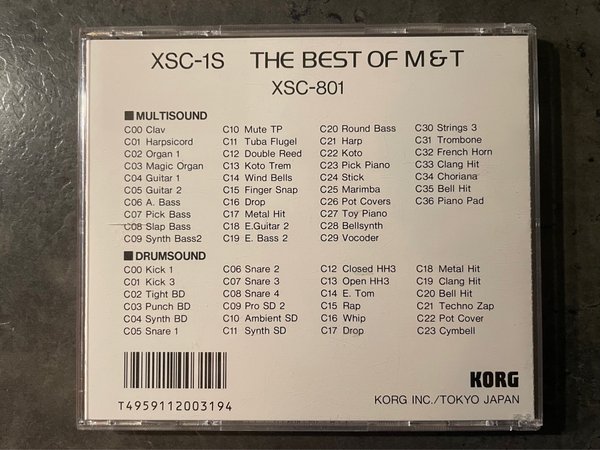 XSC-1S THE BEST OF M&T
XSC-801
■MULTISOUND
C00 Clav
C01 Harpsicord
C02 Organ 1
C03 Magic Organ
C04 Guitar 1
C05 Guitar 2
C06 A. Bass
C07 Pick Bass
C08 Slap Bass
C09 Synth Bass2
C10 Mute TP
C11 Tuba Flugel
C12 Double Reed
C13 Koto Trem
C14 Wind Bells
C15 Finger Snap
C16 Drop
C17 Metal Hit
C18 E.Guitar 2
C19 E. Bass 2
C20 Round Bass
C21 Harp
C22 Koto
C23 Pick Piano
C24 Stick
C25 Marimba
C26 Pot Covers
C27 Toy Piano
C28 Bellsynth
C29 Vocoder
C30 Strings 3
C31 Trombone
C32 French Horn
C33 Clang Hit
C34 Choriana
C35 Bell Hit
C36 Piano Pad
■DRUMSOUND
C00 Kick 1
C01 Kick 3
C02 Tight BD
C03 Punch BD
C04 Synth BD
C05 Snare 1
C06 Snare 2
C07 Snare 3
C08 Snare 4
C09 Pro SD 2
C10 Ambient SD
C11 Synth SD
C12 Closed HH3
C13 Open HH3
C14 E. Tom
C15 Rap
C16 Whip
C17 Drop
C18 Metal Hit
C19 Clang Hit
C20 Bell Hit
C21 Techno Zap
C22 Pot Cover
C23 Cymbell
T4959112003194
KORG
KORG INC./TOKYO JAPAN